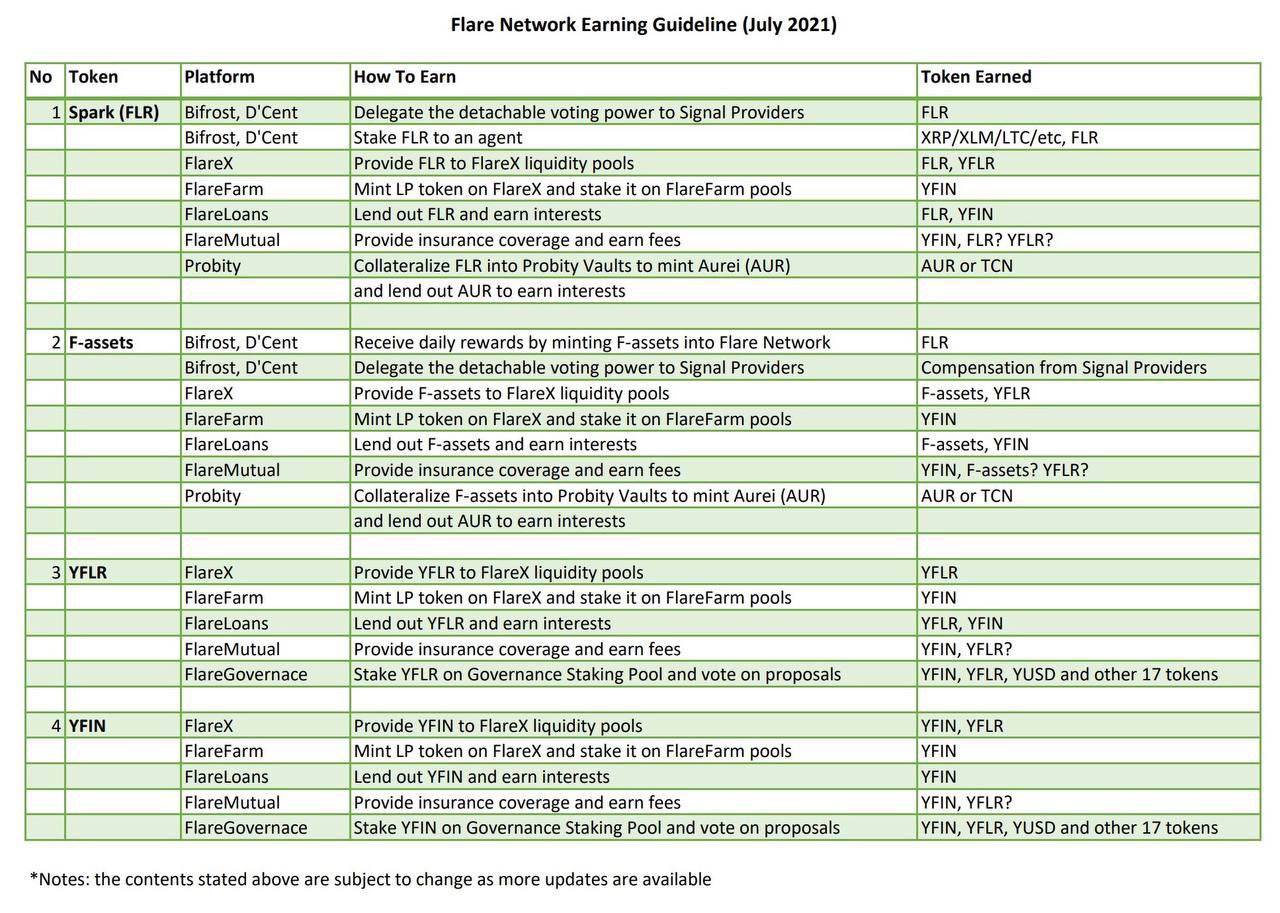 Flare Network Earning Guideline (July 2021)
No Token Platform How To Earn Token Earned
1 Spark (FLR) Bifrost, D'Cent Delegate the detachable voting power to Signal Providers FLR
Bifrost, D'Cent Stake FLR to an agent XRP/XLM/LTC/etc, FLR
FlareX Provide FLR to FlareX liquidity pools FLR, YFLR
FlareFarm Mint LP token on FlareX and stake it on FlareFarm pools YFIN
FlareLoans Lend out FLR and earn interests FLR, YFIN
FlareMutual Provide insurance coverage and earn fees YFIN, FLR? YFLR?
Probity Collateralize FLR into Probity Vaults to mint Aurei (AUR) AUR or TCN
and lend out AUR to earn interests
2 F-assets Bifrost, D'Cent Receive daily rewards by minting F-assets into Flare Network FLR
Bifrost, D'Cent Delegate the detachable voting power to Signal Providers Compensation from Signal Providers
FlareX Provide F-assets to FlareX liquidity pools F-assets, YFLR
FlareFarm Mint LP token on FlareX and stake it on FlareFarm pools YFIN
FlareLoans Lend out F-assets and earn interests F-assets, YFIN
FlareMutual Provide insurance coverage and earn fees YFIN, F-assets? YFLR?
Probity Collateralize F-assets into Probity Vaults to mint Aurei (AUR) AUR or TCN
and lend out AUR to earn interests
3 YFLR FlareX Provide YFLR to FlareX liquidity pools YFLR
FlareFarm Mint LP token on FlareX and stake it on FlareFarm pools YFIN
FlareLoans Lend out YFLR and earn interests YFLR, YFIN
FlareMutual Provide insurance coverage and earn fees YFIN, YFLR?
FlareGovernace Stake YFLR on Governance Staking Pool and vote on proposals YFIN, YFLR, YUSD and other 17 tokens
4 YFIN FlareX Provide YFIN to FlareX liquidity pools YFIN, YFLR
FlareFarm Mint LP token on FlareX and stake it on FlareFarm pools YFIN
FlareLoans Lend out YFIN and earn interests YFIN
FlareMutual Provide insurance coverage and earn fees YFIN, YFLR?
FlareGovernace Stake YFIN on Governance Staking Pool and vote on proposals YFIN, YFLR, YUSD and other 17 tokens
*Notes: the contents stated above are subject to change as more updates are available